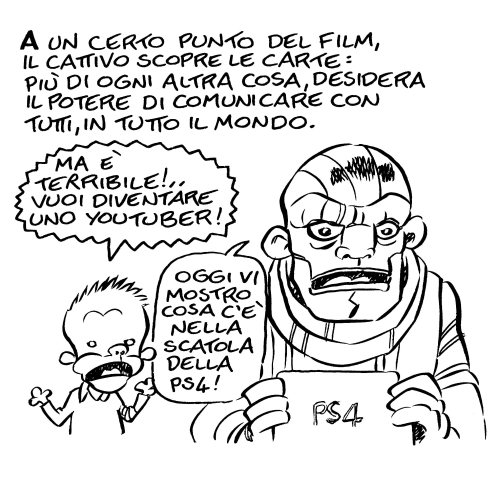 A UN CERTO PUNTO DEL FILM,
IL CATTIVO SCOPRE LE CARTE:
PIÙ DI OGNI ALTRA COSA, DESIDERA
IL POTERE DI COMUNICARE CON
TUTTI, IN TUTTO IL MONDO.
MA È
TERRIBILE!..
VUOI DIVENTARE
UNO YOUTUBER!
OGGI VI
MOSTRO
COSA C'È
NELLA
SCATOLA
DELLA
PS4!
PS4